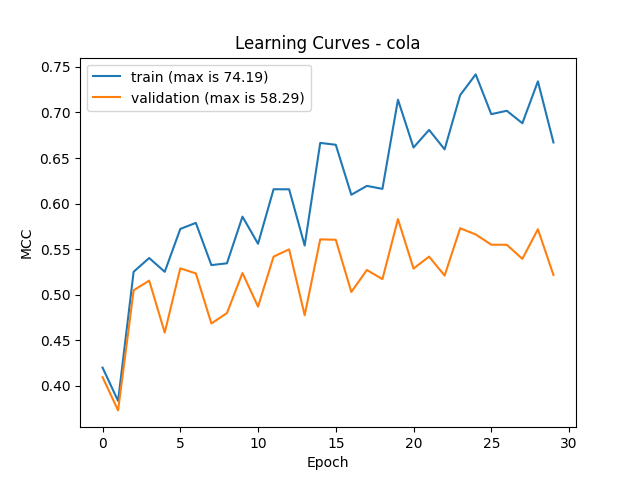 Learning Curves - cola
train (max is 74.19)
validation (max is 58.29)
MCC
0.75
0.70
0.65
0.60
0.55
0.50
0.45
0.40
0 5 10 15 20 25 30
Epoch